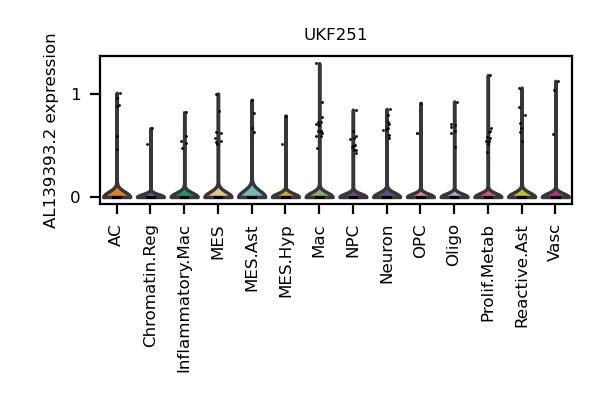 UKF251
AL139393.2 expression
1
0
AC
Chromatin.Reg
Inflammatory.Mac
MES
MES.Ast
MES.Hyp
Mac
NPC
Neuron
OPC
Oligo
Prolif.Metab
Reactive.Ast
Vasc